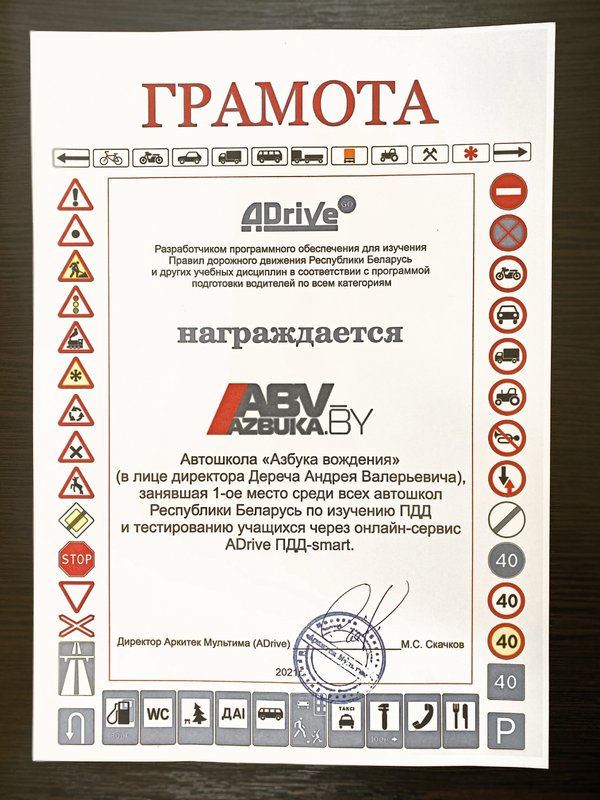 ГРАМОТА
ADrive GO
Разработчиком программного обеспечения для изучения
Правил дорожного движения Республики Беларусь
и других учебных дисциплин в соответствии с программой
подготовки водителей по всем категориям
награждается
ABV
AZBUKA.BY
Автошкола «Азбука вождения»
(в лице директора Дереча Андрея Валерьевича),
занявшая 1-ое место среди всех автошкол
Республики Беларусь по изучению ПДД
и тестированию учащихся через онлайн-сервис
ADrive ПДД-smart.
STOP
40
40
40
40
Директор Аркитек Мультима (ADrive)
М.С. Скачков
2021
WC
ДАІ
ТАКСІ
P